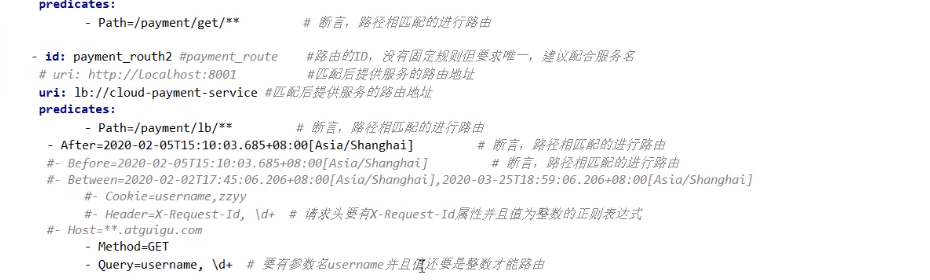 predicates:
- Path=/payment/get/** # 断言，路径相匹配的进行路由
- id: payment_routh2 #payment_route #路由的ID，没有固定规则但要求唯一，建议配合服务名
# uri: http://localhost:8001 #匹配后提供服务的路由地址
uri: lb://cloud-payment-service #匹配后提供服务的路由地址
predicates:
- Path=/payment/lb/** # 断言，路径相匹配的进行路由
- After=2020-02-05T15:10:03.685+08:00[Asia/Shanghai] # 断言，路径相匹配的进行路由
#- Before=2020-02-05T15:10:03.685+08:00[Asia/Shanghai] # 断言，路径相匹配的进行路由
#- Between=2020-02-02T17:45:06.206+08:00[Asia/Shanghai],2020-03-25T18:59:06.206+08:00[Asia/Shanghai]
#- Cookie=username,zzyy
#- Header=X-Request-Id, \d+ # 请求头要有X-Request-Id属性并且值为整数的正则表达式
#- Host=**.atguigu.com
- Method=GET
- Query=username, \d+ # 要有参数名username并且值还要是整数才能路由